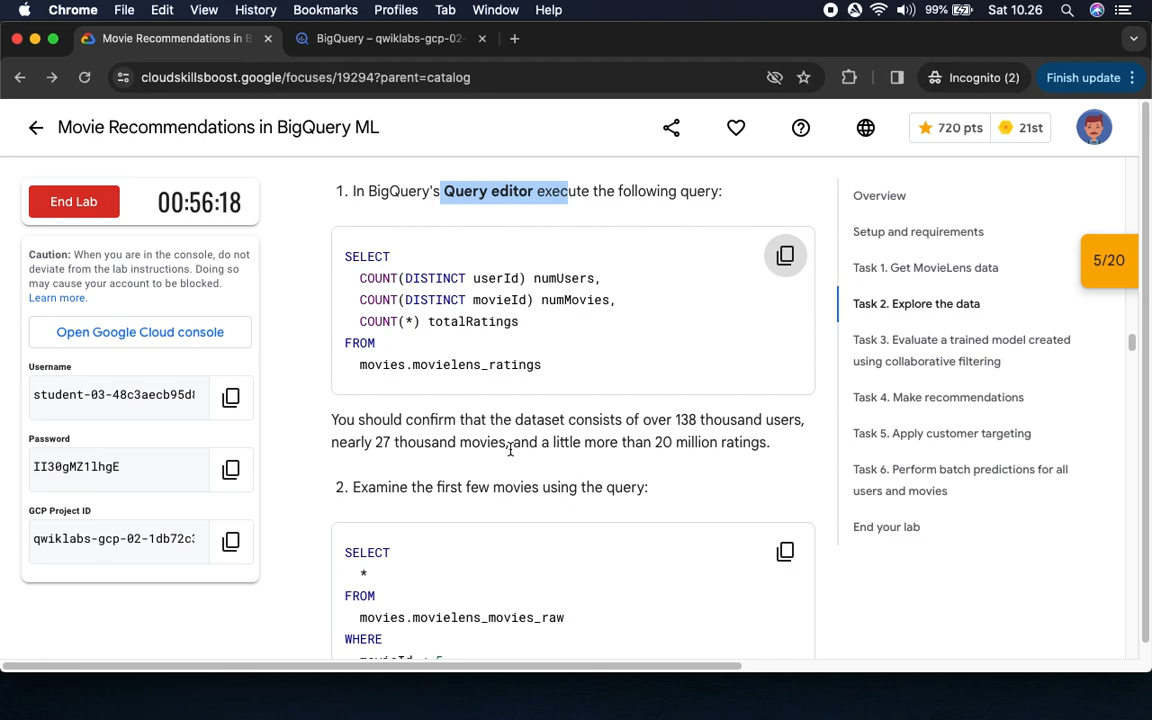 Chrome File Edit View History Bookmarks Profiles Tab Window Help 99% Sat 10.26
Movie Recommendations in B
BigQuery – qwiklabs-gcp-02-
cloudskillsboost.google/focuses/19294?parent=catalog
Incognito (2)
Finish update
Movie Recommendations in BigQuery ML
720 pts
21st
End Lab
00:56:18
Caution: When you are in the console, do not
deviate from the lab instructions. Doing so
may cause your account to be blocked.
Learn more.
Open Google Cloud console
Username
student-03-48c3aecb95d8
Password
II30gMZ1lhgE
GCP Project ID
qwiklabs-gcp-02-1db72c3
1. In BigQuery's Query editor execute the following query:
SELECT
COUNT(DISTINCT userId) numUsers,
COUNT(DISTINCT movieId) numMovies,
COUNT(*) totalRatings
FROM
movies.movielens_ratings
You should confirm that the dataset consists of over 138 thousand users,
nearly 27 thousand movies, and a little more than 20 million ratings.
2. Examine the first few movies using the query:
SELECT
*
FROM
movies.movielens_movies_raw
WHERE
Overview
Setup and requirements
Task 1. Get MovieLens data
Task 2. Explore the data
Task 3. Evaluate a trained model created
using collaborative filtering
Task 4. Make recommendations
Task 5. Apply customer targeting
Task 6. Perform batch predictions for all
users and movies
End your lab
5/20